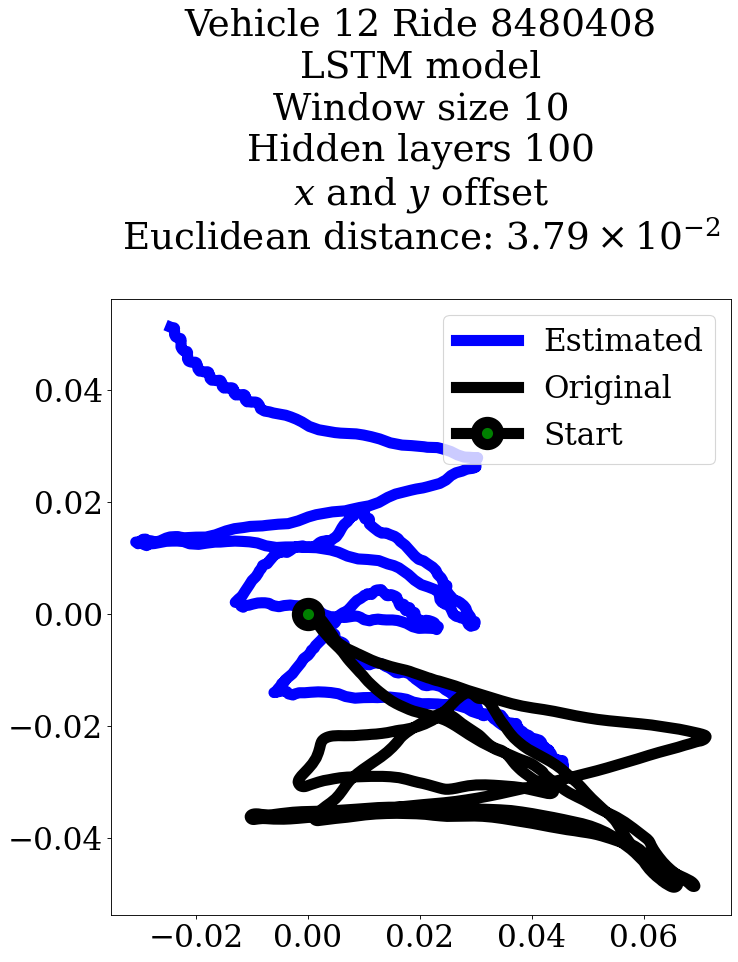 Vehicle 12 Ride 8480408
LSTM model
Window size 10
Hidden layers 100
x and y offset
Euclidean distance: 3.79 × 10⁻²
Estimated
Original
Start
0.04
0.02
0.00
−0.02
−0.04
−0.02 0.00 0.02 0.04 0.06